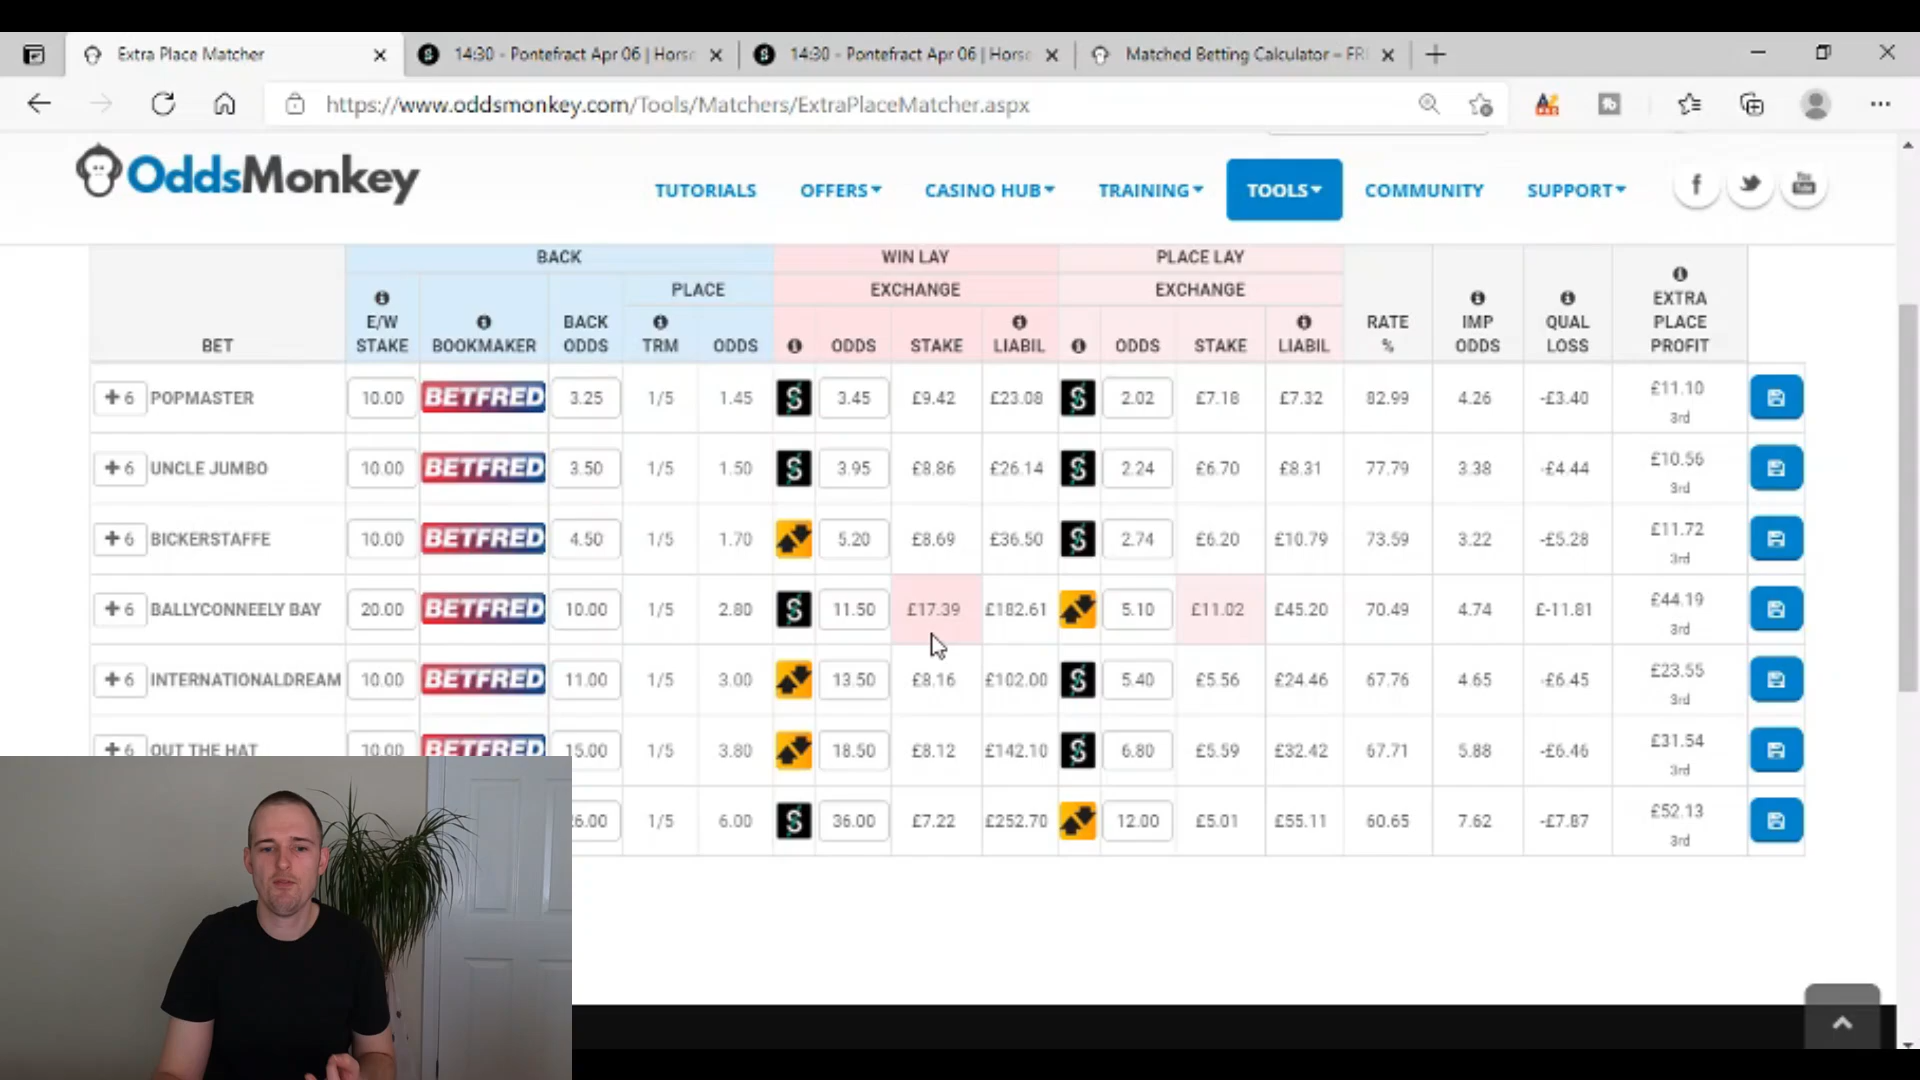 Extra Place Matcher
14:30 - Pontefract Apr 06 | Horse
14:30 - Pontefract Apr 06 | Horse
Matched Betting Calculator – FR
https://www.oddsmonkey.com/Tools/Matchers/ExtraPlaceMatcher.aspx
OddsMonkey
TUTORIALS OFFERS CASINO HUB TRAINING TOOLS COMMUNITY SUPPORT
You Tube
BACK WIN LAY PLACE LAY
PLACE EXCHANGE EXCHANGE
BET E/W STAKE BOOKMAKER BACK ODDS TRM ODDS ODDS STAKE LIABIL ODDS STAKE LIABIL RATE % IMP ODDS QUAL LOSS EXTRA PLACE PROFIT
+ 6 POPMASTER 10.00 BETFRED 3.25 1/5 1.45 3.45 £9.42 £23.08 2.02 £7.18 £7.32 82.99 4.26 -£3.40 £11.10
3rd
+ 6 UNCLE JUMBO 10.00 BETFRED 3.50 1/5 1.50 3.95 £8.86 £26.14 2.24 £6.70 £8.31 77.79 3.38 -£4.44 £10.56
3rd
+ 6 BICKERSTAFFE 10.00 BETFRED 4.50 1/5 1.70 5.20 £8.69 £36.50 2.74 £6.20 £10.79 73.59 3.22 -£5.28 £11.72
3rd
+ 6 BALLYCONNEELY BAY 20.00 BETFRED 10.00 1/5 2.80 11.50 £17.39 £182.61 5.10 £11.02 £45.20 70.49 4.74 £-11.81 £44.19
3rd
+ 6 INTERNATIONALDREAM 10.00 BETFRED 11.00 1/5 3.00 13.50 £8.16 £102.00 5.40 £5.56 £24.46 67.76 4.65 -£6.45 £23.55
3rd
+ 6 OUT THE HAT 10.00 BETFRED 15.00 1/5 3.80 18.50 £8.12 £142.10 6.80 £5.59 £32.42 67.71 5.88 -£6.46 £31.54
3rd
1/5 6.00 36.00 £7.22 £252.70 12.00 £5.01 £55.11 60.65 7.62 -£7.87 £52.13
3rd